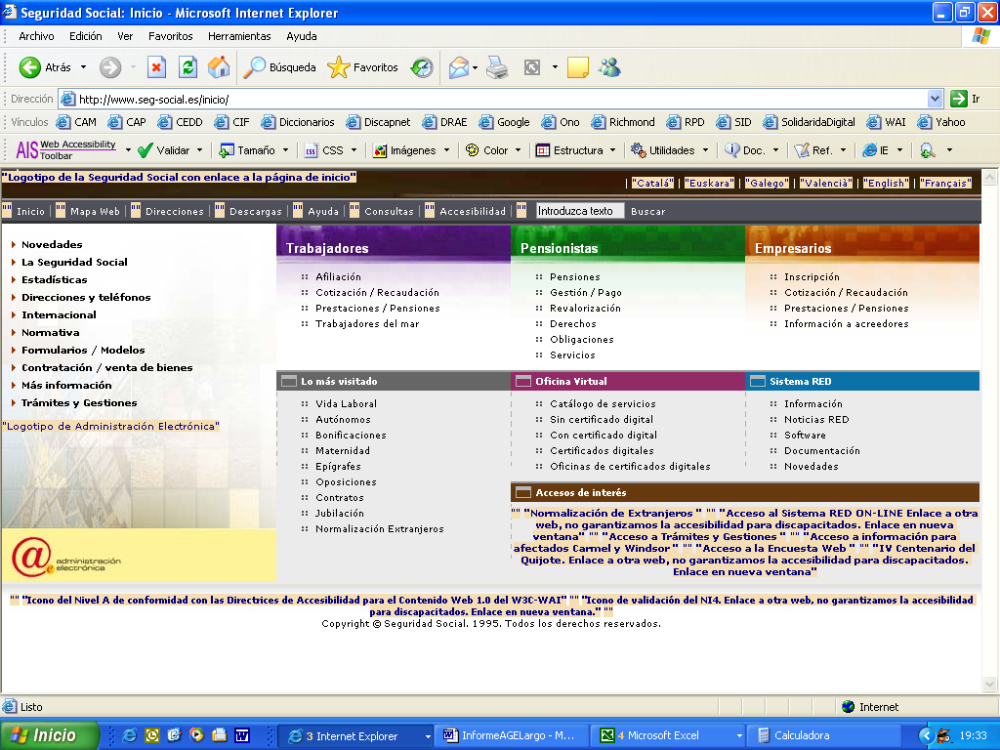 Seguridad Social: Inicio - Microsoft Internet Explorer
Archivo Edición Ver Favoritos Herramientas Ayuda
Atrás Búsqueda Favoritos
Dirección http://www.seg-social.es/inicio/ Ir
Vínculos CAM CAP CEDD CIF Diccionarios Discapnet DRAE Google Ono Richmond RPD SID SolidaridaDigital WAI Yahoo
AIS Web Accessibility Toolbar Validar Tamaño CSS Imágenes Color Estructura Utilidades Doc. Ref. IE
"Logotipo de la Seguridad Social con enlace a la página de inicio"
| "Catalá" | "Euskara" | "Galego" | "Valencià" | "English" | "Français"
"" Inicio | "" Mapa Web | "" Direcciones | "" Descargas | "" Ayuda | "" Consultas | "" Accesibilidad | "" Introduzca texto Buscar
Novedades
La Seguridad Social
Estadísticas
Direcciones y teléfonos
Internacional
Normativa
Formularios / Modelos
Contratación / venta de bienes
Más información
Trámites y Gestiones
"Logotipo de Administración Electrónica"
@e administración
electrónica
Trabajadores
Afiliación
Cotización / Recaudación
Prestaciones / Pensiones
Trabajadores del mar
Pensionistas
Pensiones
Gestión / Pago
Revalorización
Derechos
Obligaciones
Servicios
Empresarios
Inscripción
Cotización / Recaudación
Prestaciones / Pensiones
Información a acreedores
Lo más visitado
Vida Laboral
Autónomos
Bonificaciones
Maternidad
Epígrafes
Oposiciones
Contratos
Jubilación
Normalización Extranjeros
Oficina Virtual
Catálogo de servicios
Sin certificado digital
Con certificado digital
Certificados digitales
Oficinas de certificados digitales
Sistema RED
Información
Noticias RED
Software
Documentación
Novedades
Accesos de interés
"" "Normalización de Extranjeros " "" "Acceso al Sistema RED ON-LINE Enlace a otra
web, no garantizamos la accesibilidad para discapacitados. Enlace en nueva
ventana" "" "Acceso a Trámites y Gestiones " "" "Acceso a información para
afectados Carmel y Windsor " "" "Acceso a la Encuesta Web " "" "IV Centenario del
Quijote. Enlace a otra web, no garantizamos la accesibilidad para discapacitados.
Enlace en nueva ventana"
"" "Icono del Nivel A de conformidad con las Directrices de Accesibilidad para el Contenido Web 1.0 del W3C-WAI" "" "Icono de validación del NI4. Enlace a otra web, no garantizamos la accesibilidad
para discapacitados. Enlace en nueva ventana." ""
Copyright © Seguridad Social. 1995. Todos los derechos reservados.
Listo Internet
Inicio 3 Internet Explorer InformeAGELargo - M... 4 Microsoft Excel Calculadora 19:33